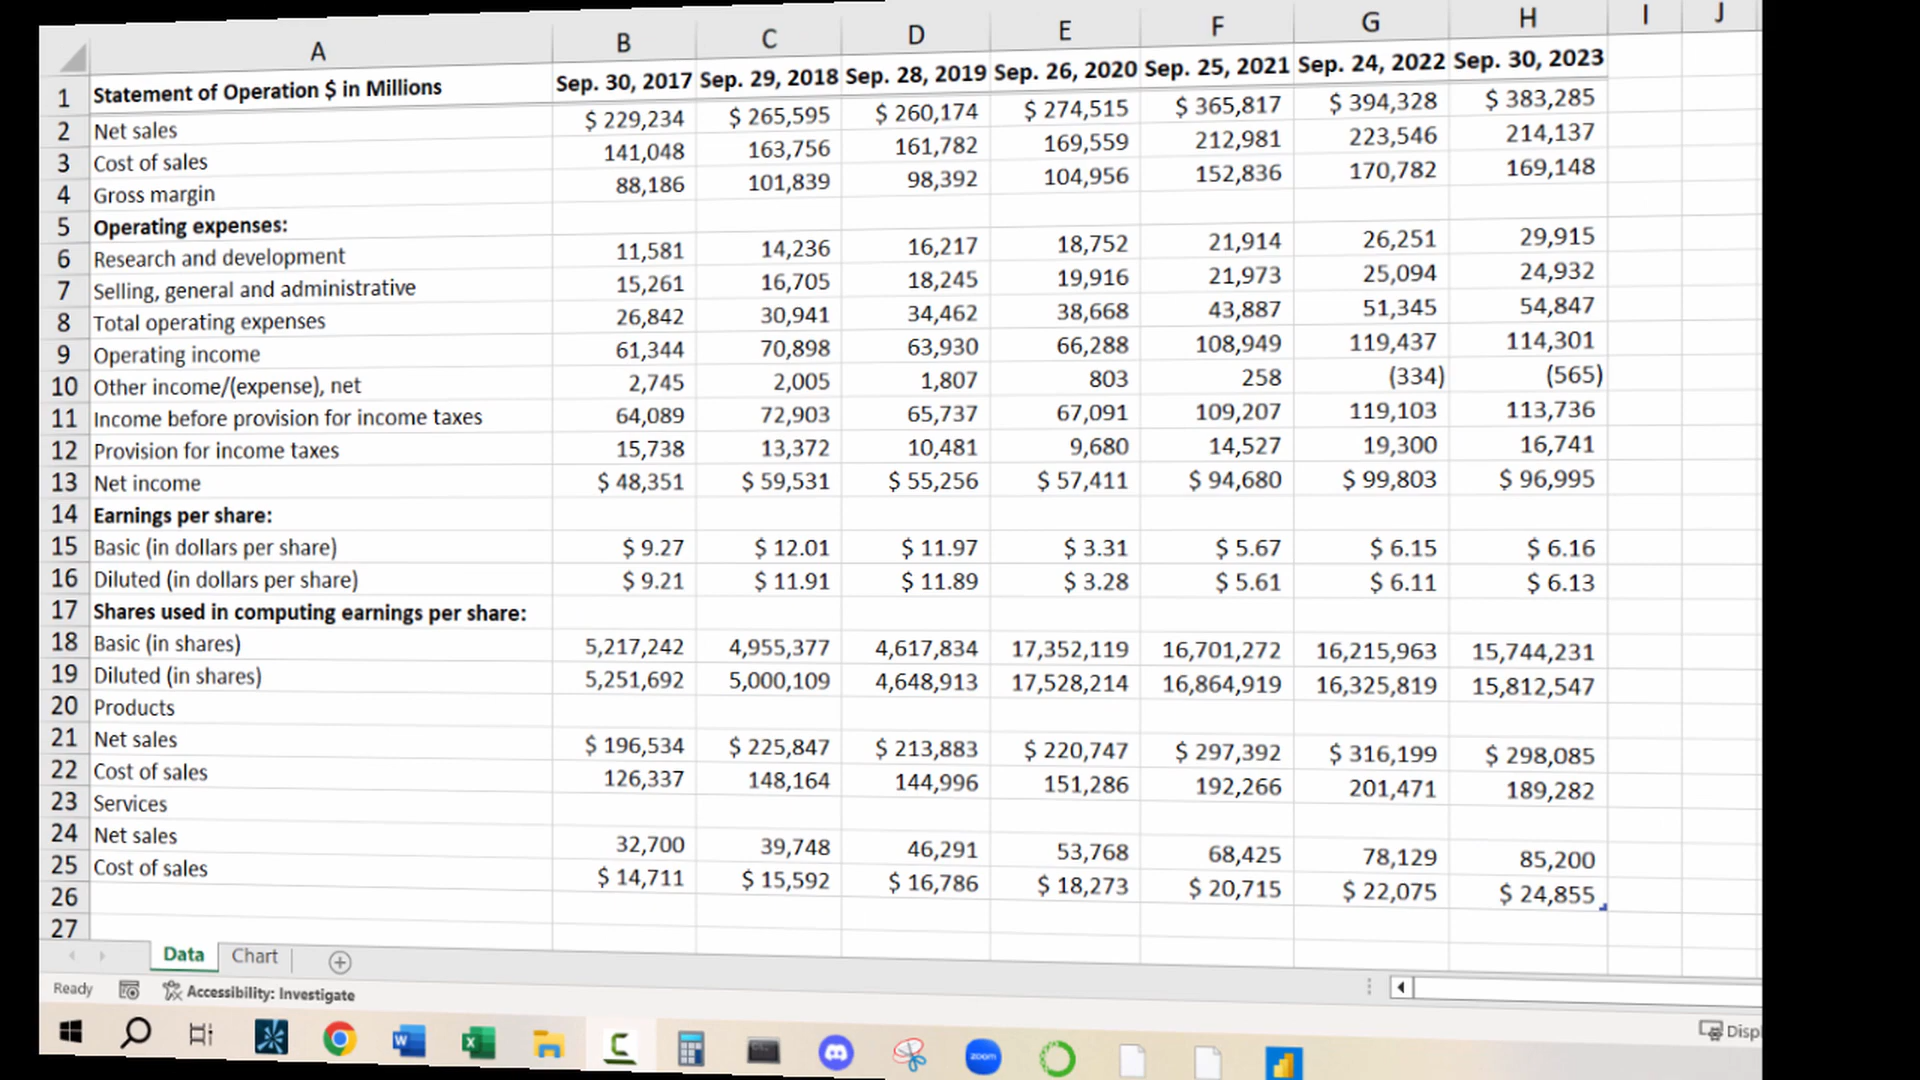 A B C D E F G H I J
1 Statement of Operation $ in Millions Sep. 30, 2017 Sep. 29, 2018 Sep. 28, 2019 Sep. 26, 2020 Sep. 25, 2021 Sep. 24, 2022 Sep. 30, 2023
2 Net sales $ 229,234 $ 265,595 $ 260,174 $ 274,515 $ 365,817 $ 394,328 $ 383,285
3 Cost of sales 141,048 163,756 161,782 169,559 212,981 223,546 214,137
4 Gross margin 88,186 101,839 98,392 104,956 152,836 170,782 169,148
5 Operating expenses:
6 Research and development 11,581 14,236 16,217 18,752 21,914 26,251 29,915
7 Selling, general and administrative 15,261 16,705 18,245 19,916 21,973 25,094 24,932
8 Total operating expenses 26,842 30,941 34,462 38,668 43,887 51,345 54,847
9 Operating income 61,344 70,898 63,930 66,288 108,949 119,437 114,301
10 Other income/(expense), net 2,745 2,005 1,807 803 258 (334) (565)
11 Income before provision for income taxes 64,089 72,903 65,737 67,091 109,207 119,103 113,736
12 Provision for income taxes 15,738 13,372 10,481 9,680 14,527 19,300 16,741
13 Net income $ 48,351 $ 59,531 $ 55,256 $ 57,411 $ 94,680 $ 99,803 $ 96,995
14 Earnings per share:
15 Basic (in dollars per share) $ 9.27 $ 12.01 $ 11.97 $ 3.31 $ 5.67 $ 6.15 $ 6.16
16 Diluted (in dollars per share) $ 9.21 $ 11.91 $ 11.89 $ 3.28 $ 5.61 $ 6.11 $ 6.13
17 Shares used in computing earnings per share:
18 Basic (in shares) 5,217,242 4,955,377 4,617,834 17,352,119 16,701,272 16,215,963 15,744,231
19 Diluted (in shares) 5,251,692 5,000,109 4,648,913 17,528,214 16,864,919 16,325,819 15,812,547
20 Products
21 Net sales $ 196,534 $ 225,847 $ 213,883 $ 220,747 $ 297,392 $ 316,199 $ 298,085
22 Cost of sales 126,337 148,164 144,996 151,286 192,266 201,471 189,282
23 Services
24 Net sales 32,700 39,748 46,291 53,768 68,425 78,129 85,200
25 Cost of sales $ 14,711 $ 15,592 $ 16,786 $ 18,273 $ 20,715 $ 22,075 $ 24,855
26
27
Data Chart
Ready Accessibility: Investigate
Disp
W X zoom